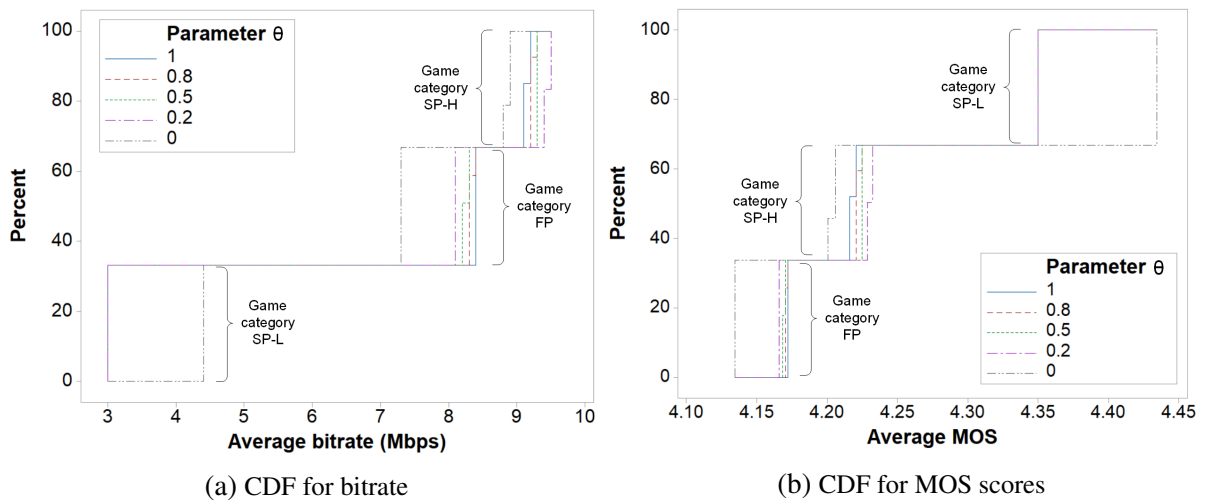 Parameter θ
1
0.8
0.5
0.2
0
Game
category
SP-H
Game
category
FP
Game
category
SP-L
Percent
100
80
60
40
20
0
3
4
5
6
7
8
9
10
Average bitrate (Mbps)
(a) CDF for bitrate
Game
category
SP-L
Game
category
SP-H
Game
category
FP
Parameter θ
1
0.8
0.5
0.2
0
Percent
100
80
60
40
20
0
4.10
4.15
4.20
4.25
4.30
4.35
4.40
4.45
Average MOS
(b) CDF for MOS scores